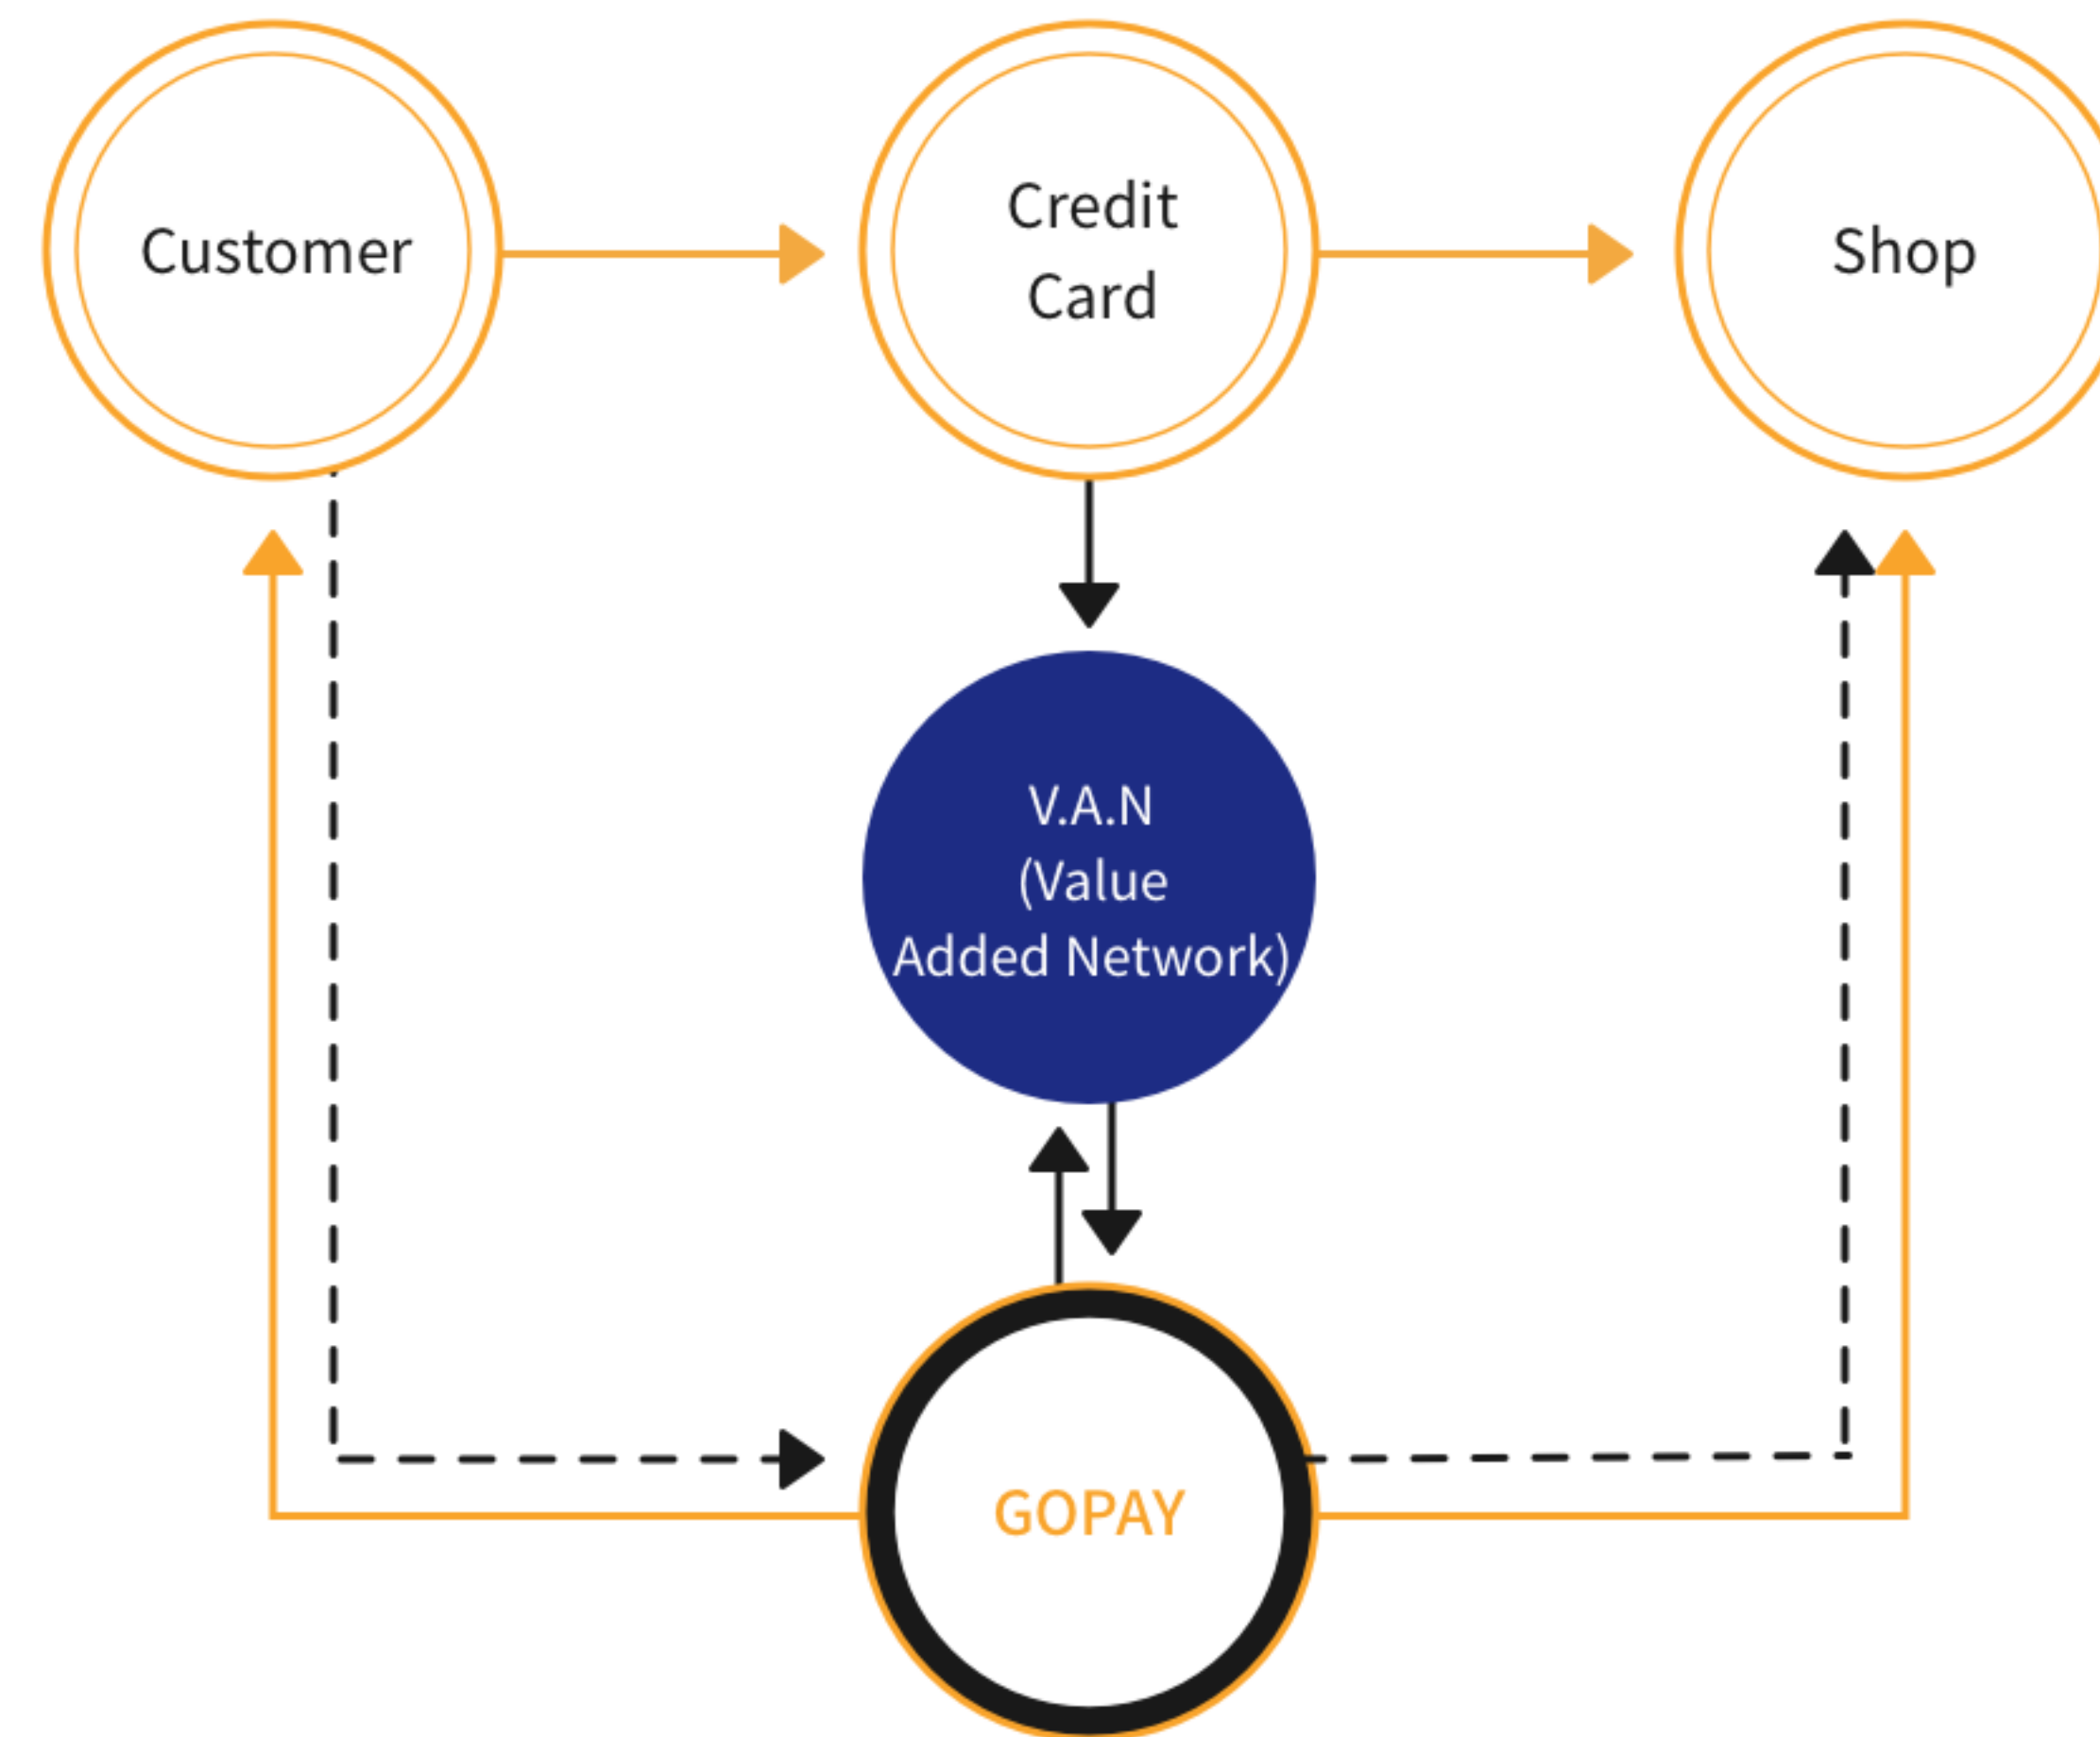 Customer
Credit
Card
Shop
V.A.N
(Value
Added Network)
GOPAY